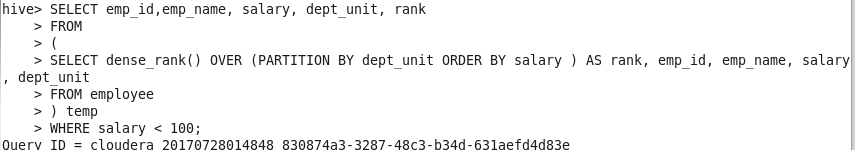 hive> SELECT emp_id,emp_name, salary, dept_unit, rank
    > FROM
    > (
    > SELECT dense_rank() OVER (PARTITION BY dept_unit ORDER BY salary ) AS rank, emp_id, emp_name, salary
, dept_unit
    > FROM employee
    > ) temp
    > WHERE salary < 100;
Query ID = cloudera_20170728014848_830874a3-3287-48c3-b34d-631aefd4d83e